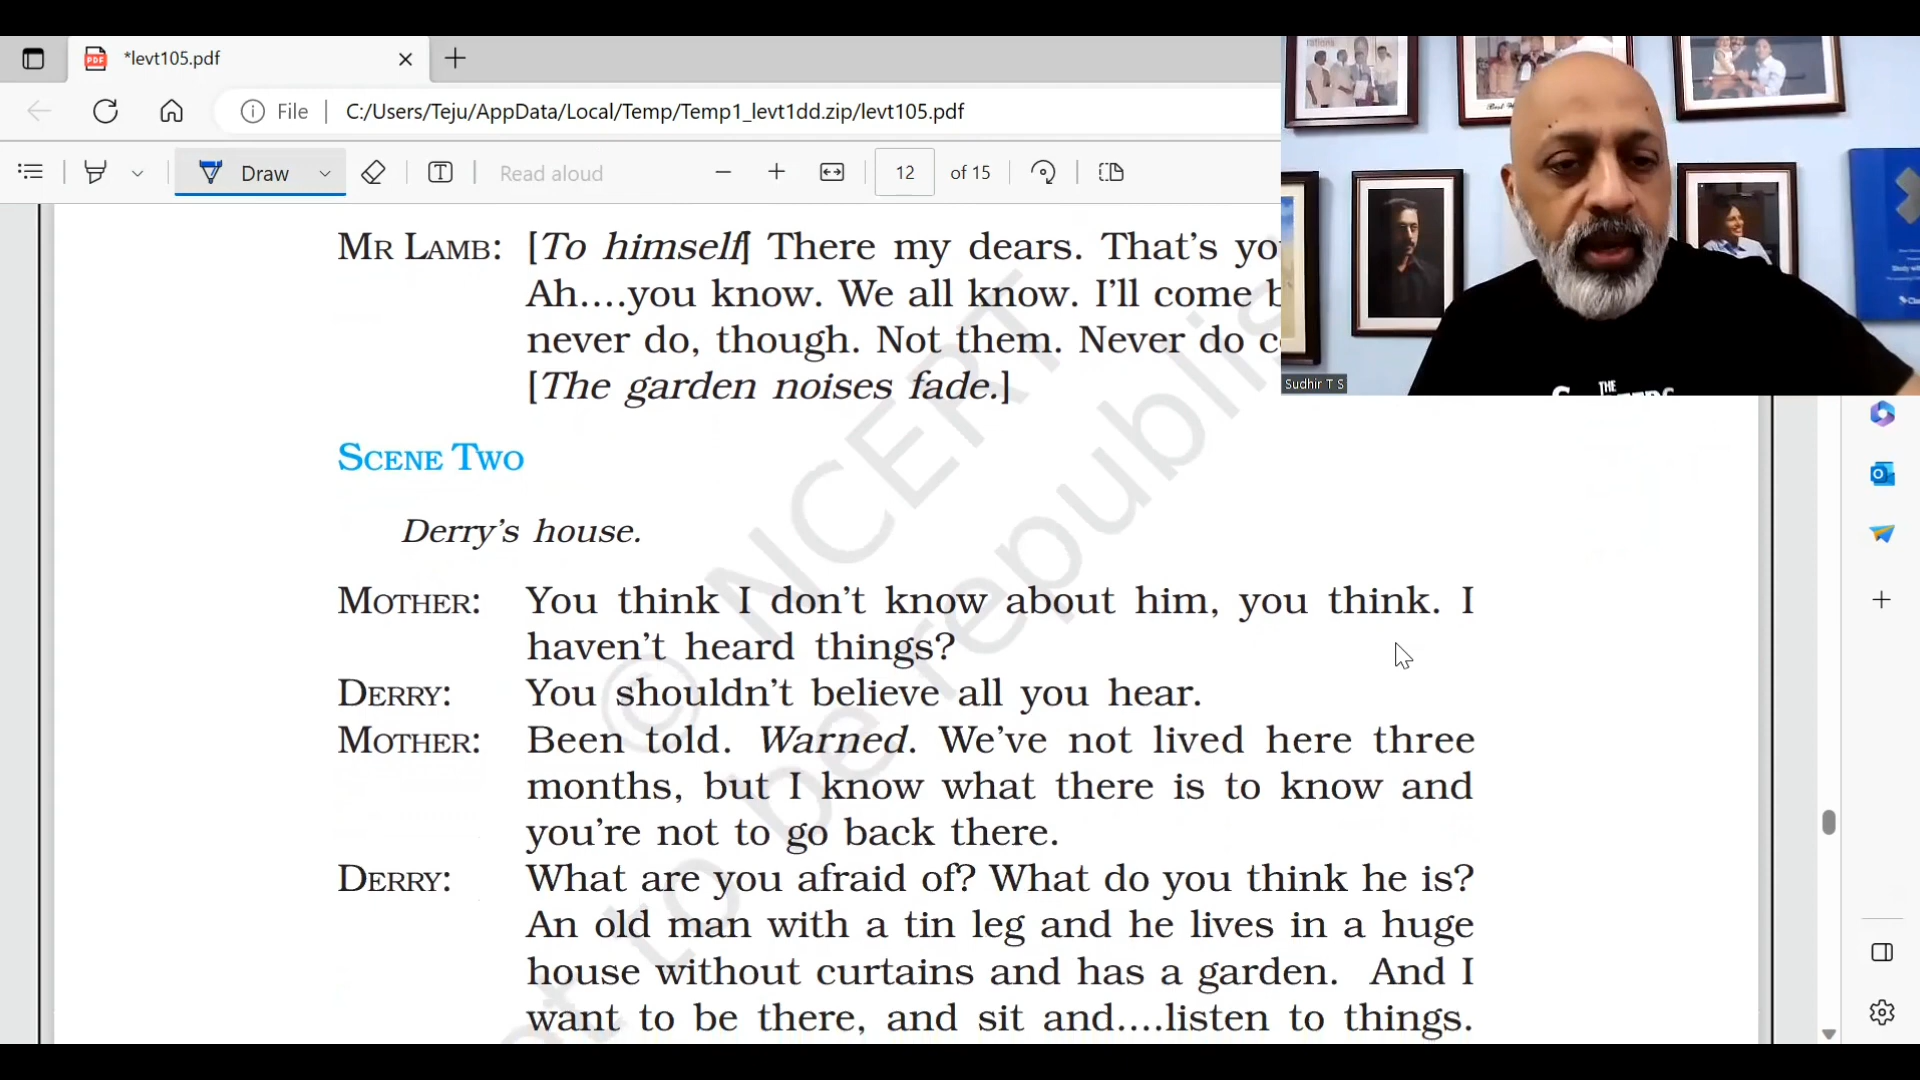 *levt105.pdf
File
C:/Users/Teju/AppData/Local/Temp/Temp1_levt1dd.zip/levt105.pdf
Draw
Read aloud
12 of 15
MR LAMB: [To himself] There my dears. That's yo
Ah....you know. We all know. I'll come b
never do, though. Not them. Never do c
[The garden noises fade.]
SCENE TWO
Derry's house.
MOTHER: You think I don't know about him, you think. I
haven't heard things?
DERRY: You shouldn't believe all you hear.
MOTHER: Been told. Warned. We've not lived here three
months, but I know what there is to know and
you're not to go back there.
DERRY: What are you afraid of? What do you think he is?
An old man with a tin leg and he lives in a huge
house without curtains and has a garden. And I
want to be there, and sit and....listen to things.
© NCERT
not to be republis
Sudhir T S
THE